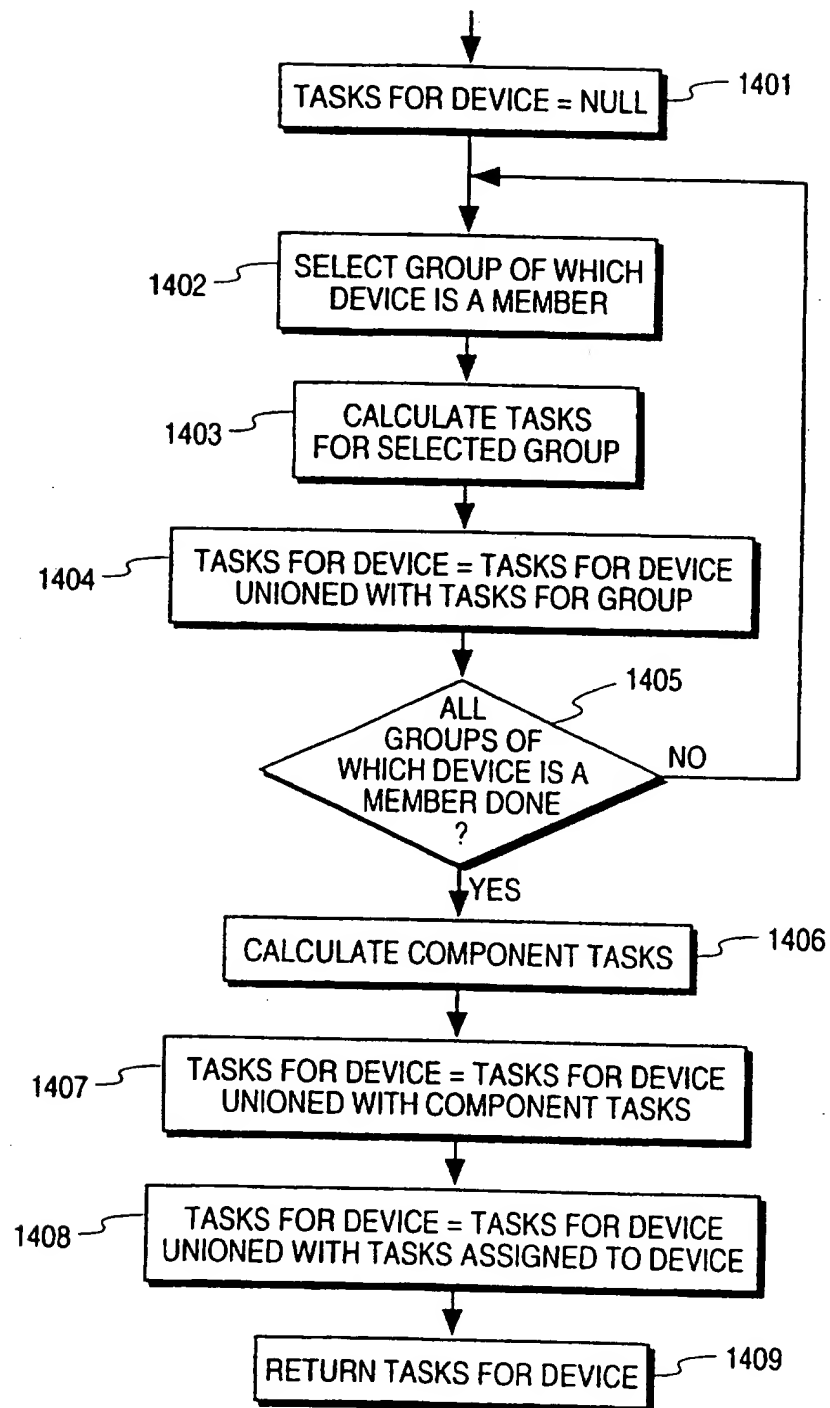 TASKS FOR DEVICE = NULL
1401
1402
SELECT GROUP OF WHICH
DEVICE IS A MEMBER
1403
CALCULATE TASKS
FOR SELECTED GROUP
1404
TASKS FOR DEVICE = TASKS FOR DEVICE
UNIONED WITH TASKS FOR GROUP
1405
ALL
GROUPS OF
WHICH DEVICE IS A
MEMBER DONE
?
NO
YES
CALCULATE COMPONENT TASKS
1406
1407
TASKS FOR DEVICE = TASKS FOR DEVICE
UNIONED WITH COMPONENT TASKS
1408
TASKS FOR DEVICE = TASKS FOR DEVICE
UNIONED WITH TASKS ASSIGNED TO DEVICE
RETURN TASKS FOR DEVICE
1409